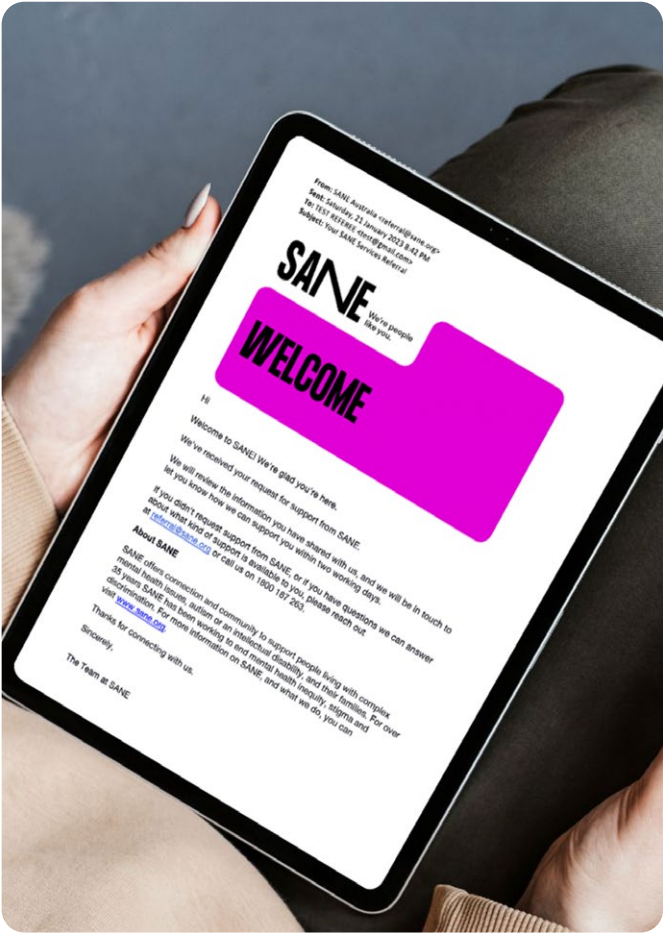 From: SANE Australia <referral@sane.org>
Sent: Saturday, 21 January 2023 8:42 PM
To: TEST REFEREE <test@gmail.com>
Subject: Your SANE Services Referral
SANE
We're people
like you.
WELCOME
Hi
Welcome to SANE! We're glad you're here.
We've received your request for support from SANE.
We will review the information you have shared with us, and we will be in touch to
let you know how we can support you within two working days.
If you didn't request support from SANE, or if you have questions we can answer
about what kind of support is available to you, please reach out
at referral@sane.org or call us on 1800 187 263.
About SANE
SANE offers connection and community to support people living with complex
mental health issues, autism or an intellectual disability, and their families. For over
35 years SANE has been working to end mental health inequity, stigma and
discrimination. For more information on SANE, and what we do, you can
visit www.sane.org.
Thanks for connecting with us.
Sincerely,
The Team at SANE